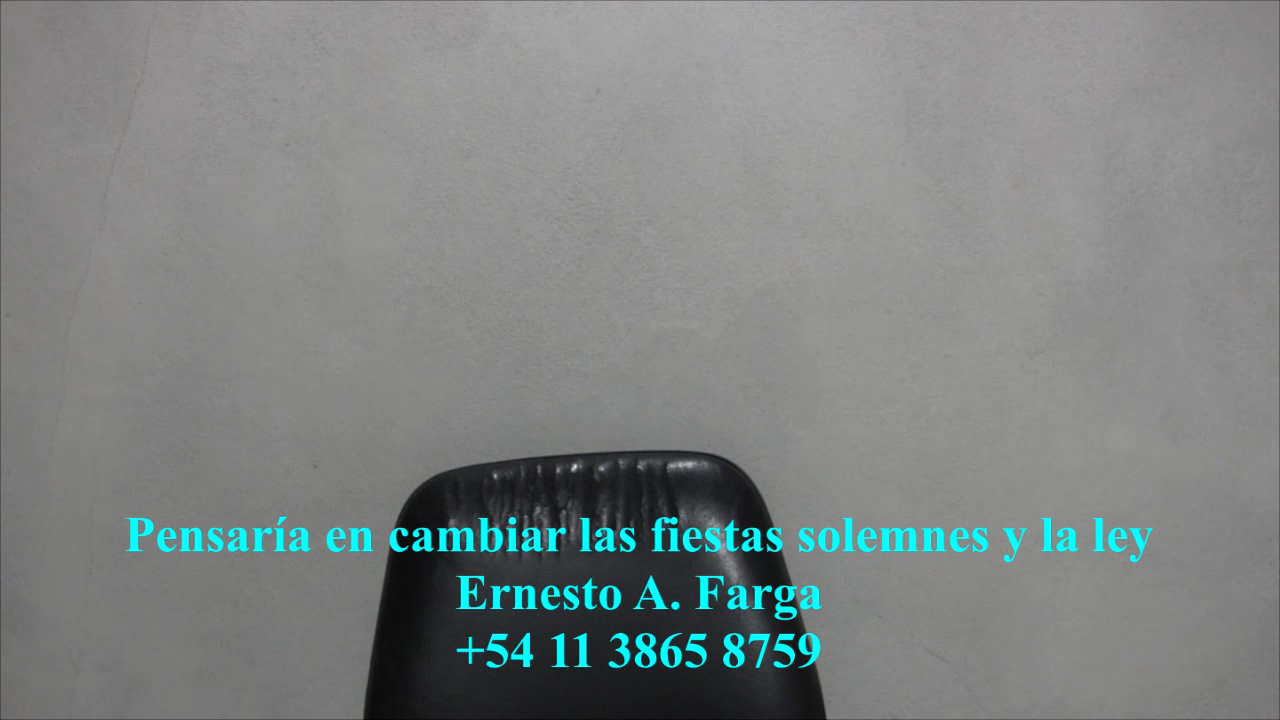 Pensaría en cambiar las fiestas solemnes y la ley
Ernesto A. Farga
+54 11 3865 8759